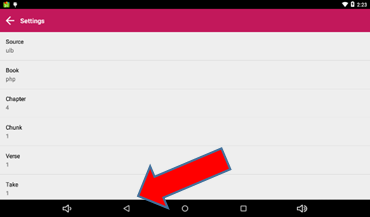 2:23
Settings
Source
ulb
Book
php
Chapter
4
Chunk
1
Verse
1
Take
1